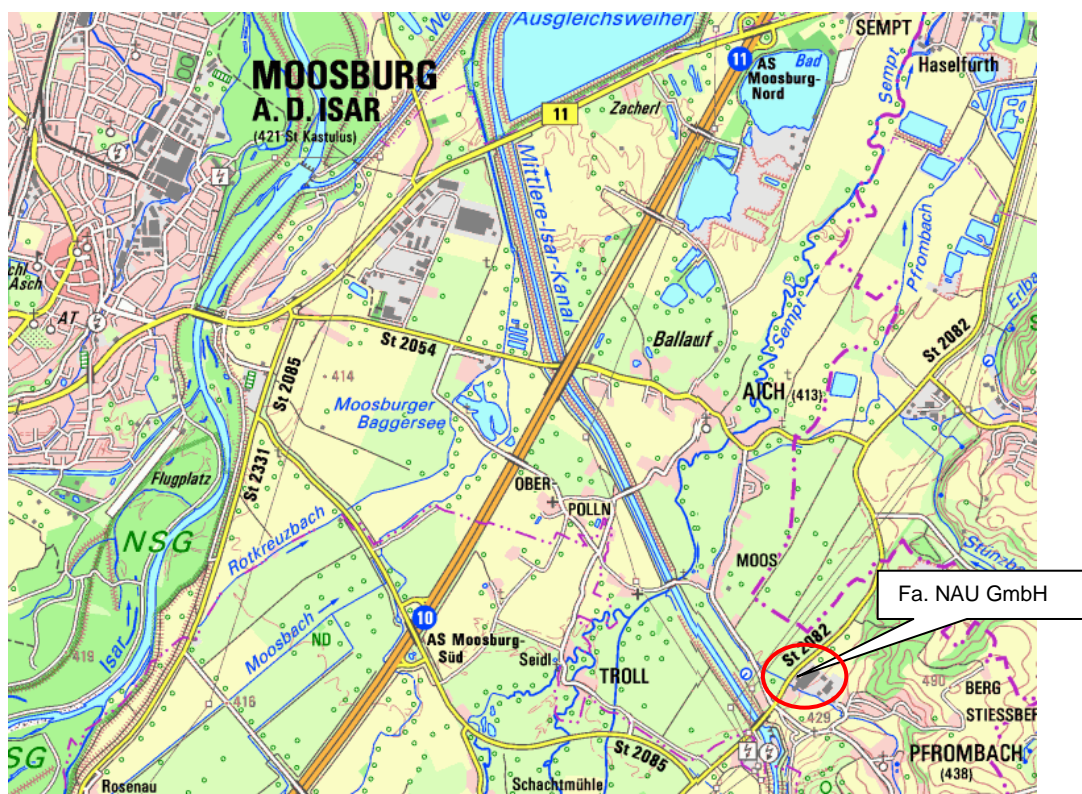 Ausgleichsweiher
SEMPT
Haselfurth
11
AS
Moosburg-
Nord
Bad
Sempt
MOOSBURG
A. D. ISAR
(421 St Kastulus)
11
Zacherl
Mittlere-Isar-Kanal
Pfrombach
Asch
AT
St 2054
Ballauf
Sempt
St 2082
St 2085
414
Moosburger
Baggersee
AICH (413)
Flugplatz
St 2331
OBER-
POLLN
NSG
Rotkreuzbach
MOOS
Fa. NAU GmbH
Isar
419
Moosbach
ND
10
AS Moosburg-
Süd
Seidl
TROLL
St 2082
490
BERG
416
429
STIESSBER
St 2085
PFROMBACH
(438)
SG
Rosenau
Schachtmühle